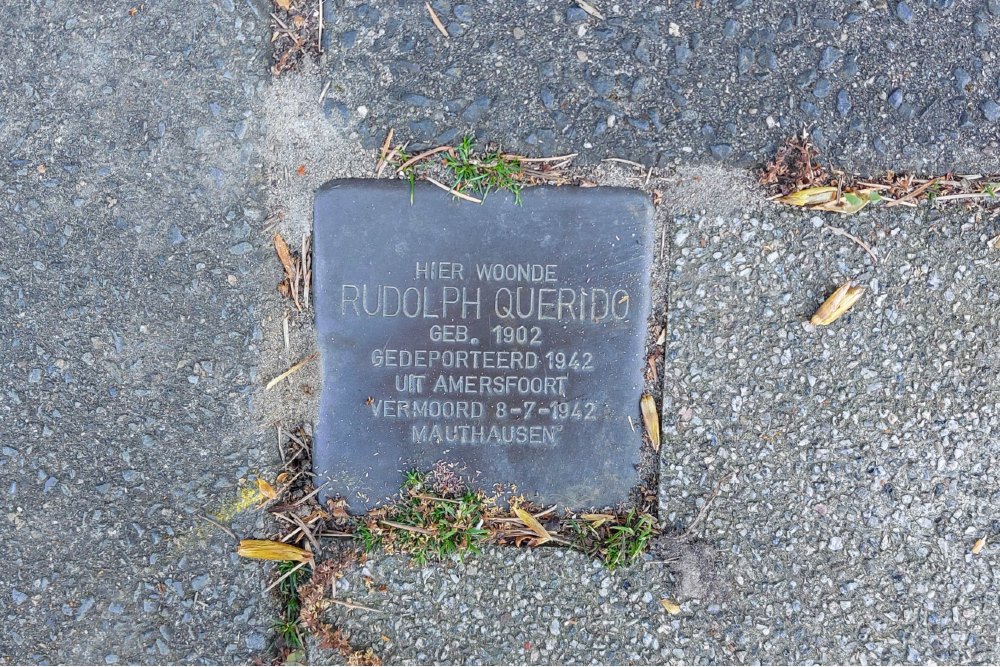 HIER WOONDE
RUDOLPH QUERIDO
GEB. 1902
GEDEPORTEERD 1942
UIT AMERSFOORT
VERMOORD 8-7-1942
MAUTHAUSEN